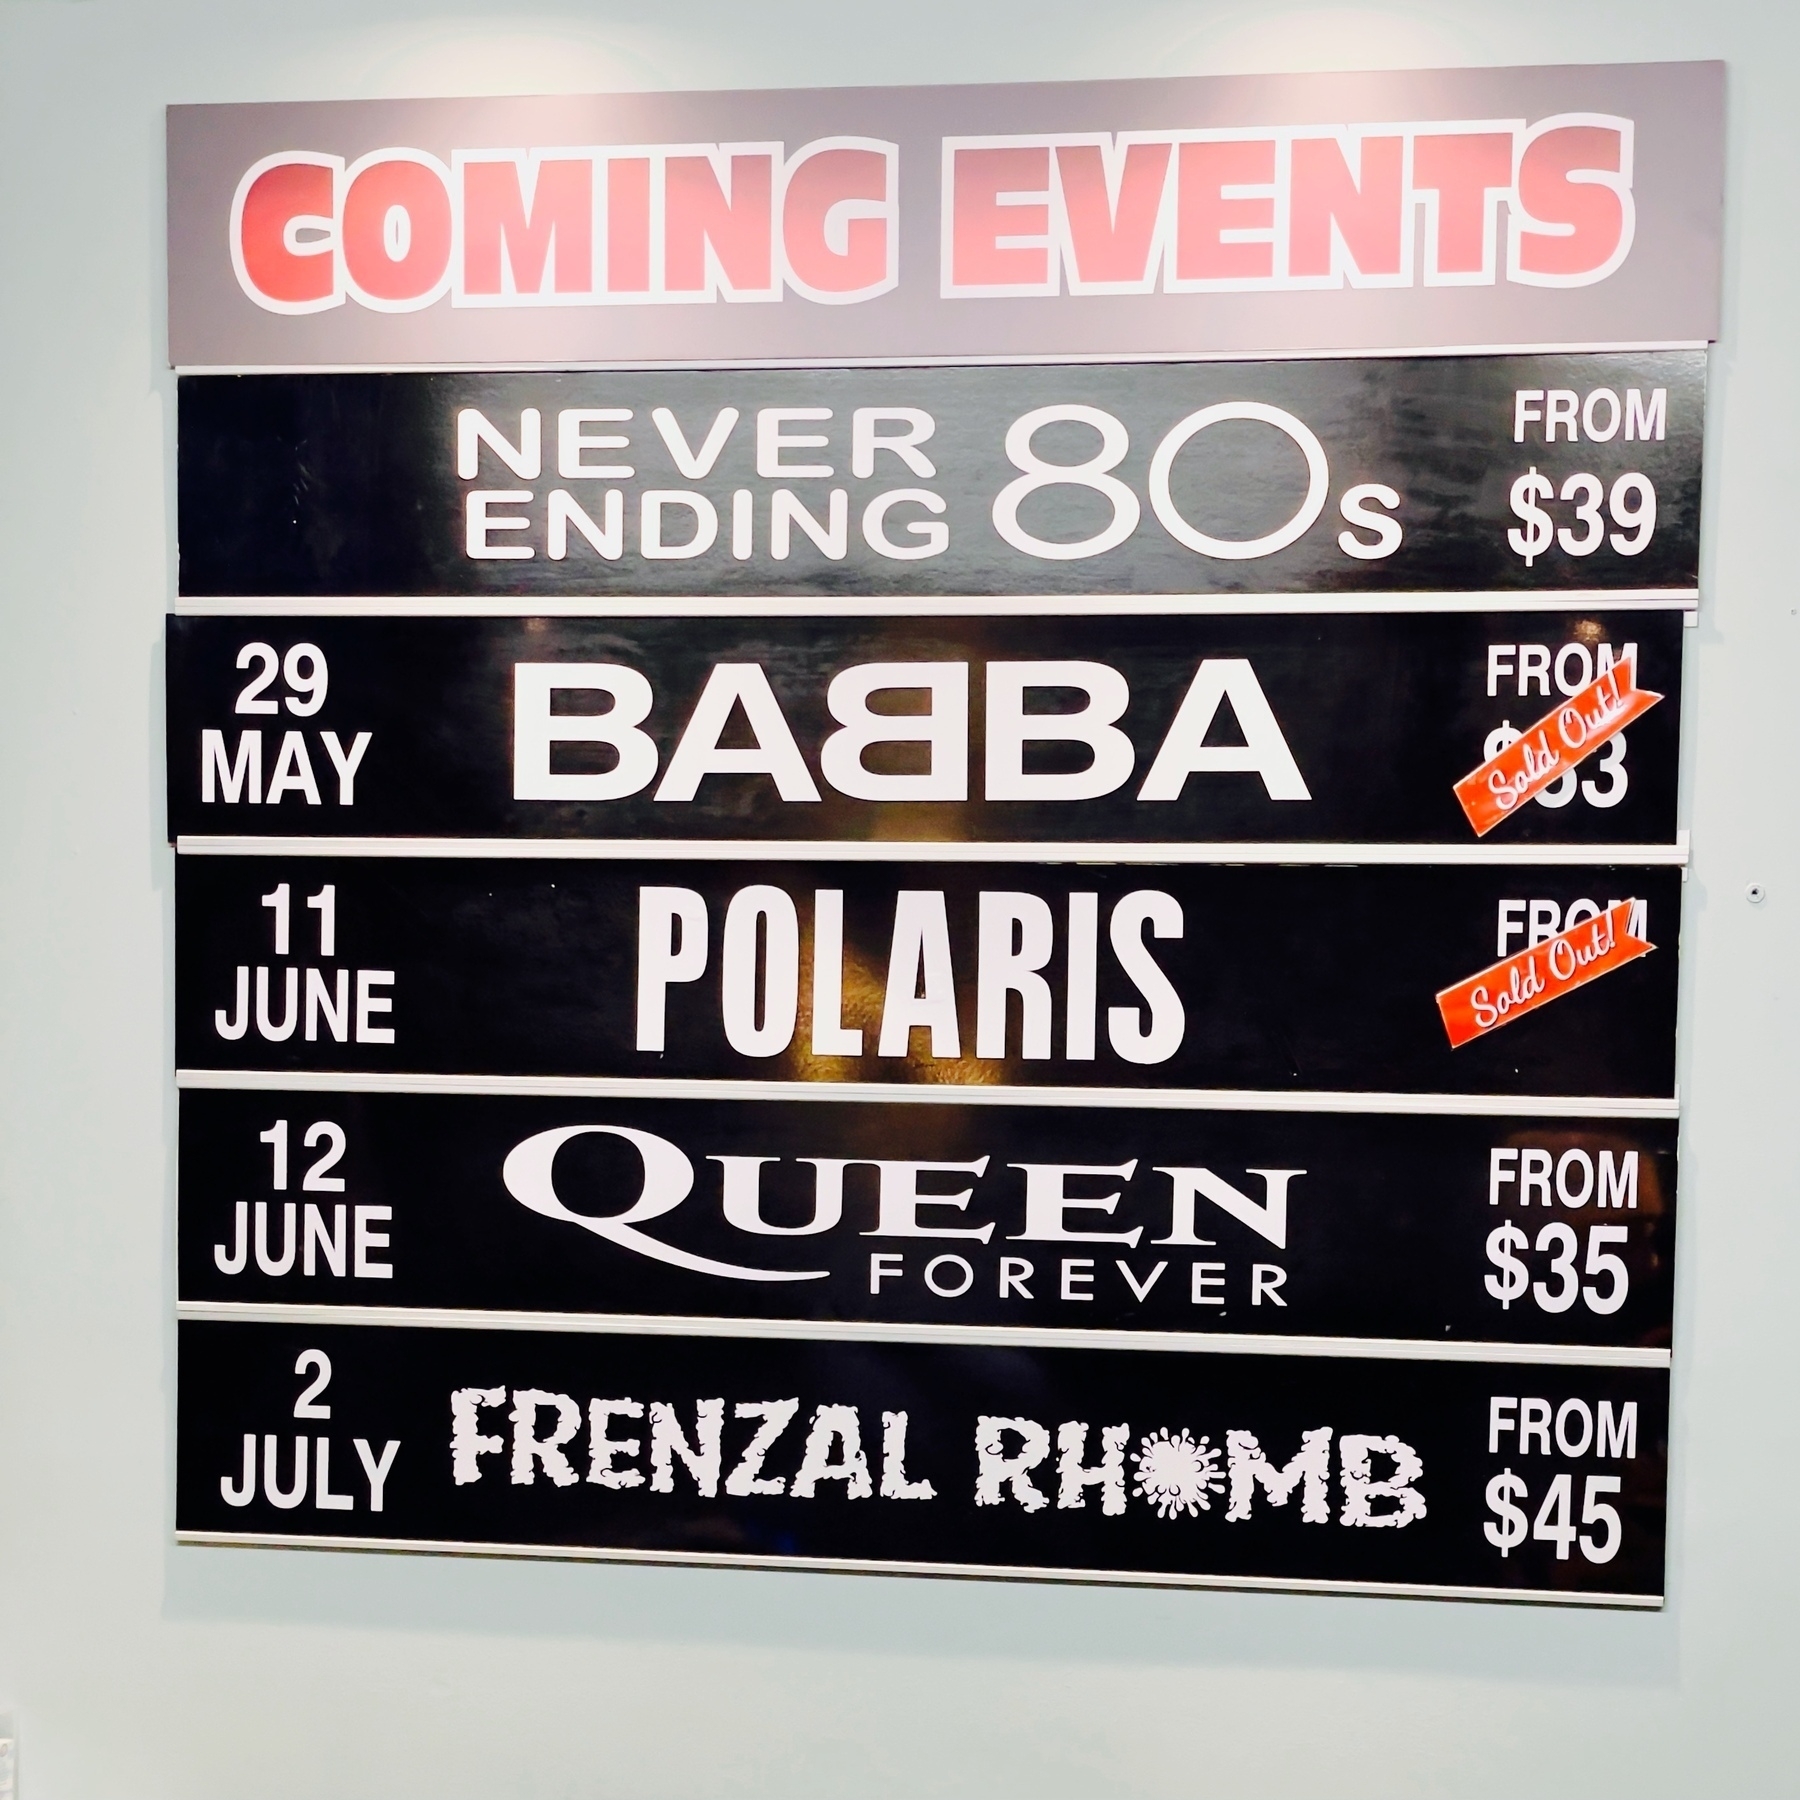 COMING EVENTS
NEVER
ENDING
80s
FROM
$39
29
MAY
BABBA
FROM
Sold Out!
11
JUNE
POLARIS
FROM
Sold Out!
12
JUNE
QUEEN
FOREVER
FROM
$35
2
JULY
FRENZAL RHOMB
FROM
$45